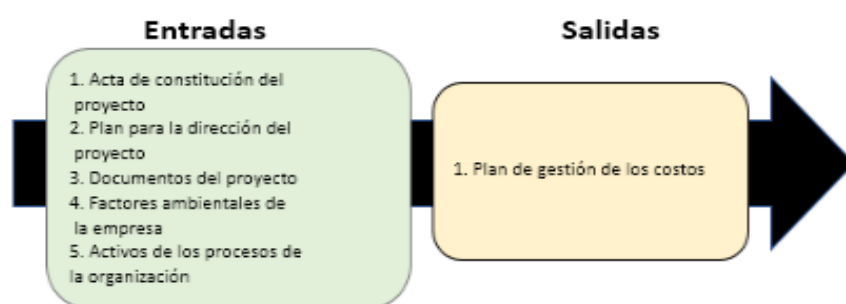 Entradas
Salidas
1. Acta de constitución del
proyecto
2. Plan para la dirección del
proyecto
3. Documentos del proyecto
4. Factores ambientales de
la empresa
5. Activos de los procesos de
la organización
1. Plan de gestión de los costos